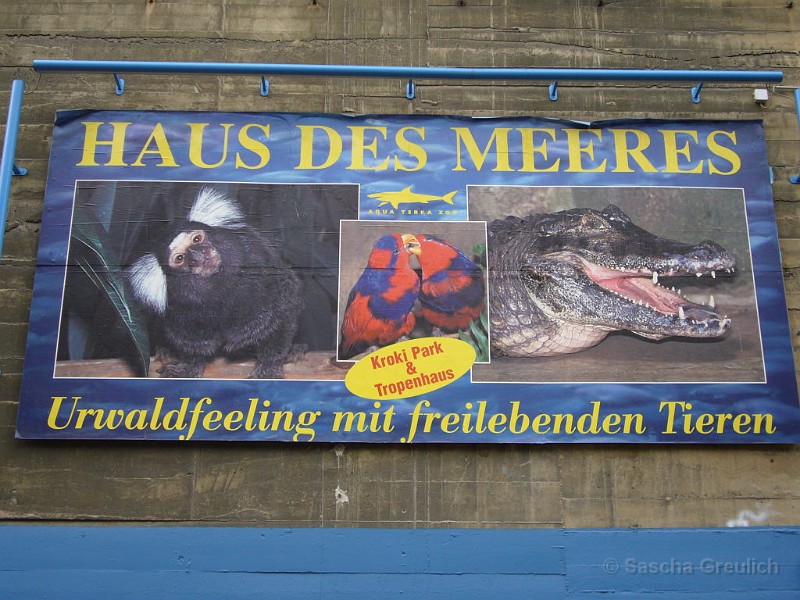 HAUS DES MEERES
AQUA TERRA ZOO
Kroki Park
&
Tropenhaus
Urwaldfeeling mit freilebenden Tieren
© Sascha Greulich